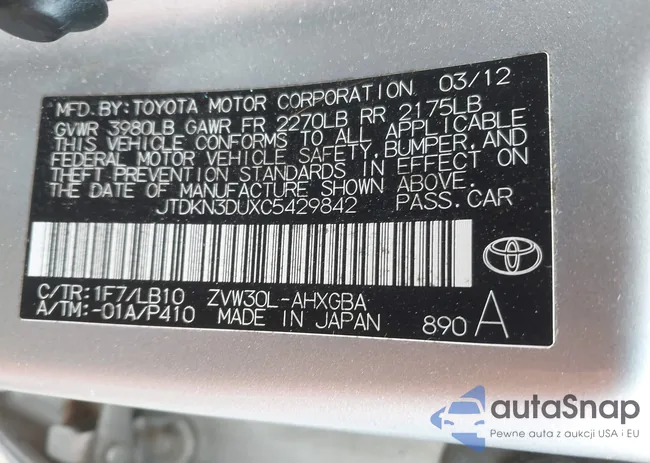 MFD. BY: TOYOTA MOTOR CORPORATION 03/12
GVWR 3980LB GAWR FR 2270LB RR 2175LB
THIS VEHICLE CONFORMS TO ALL APPLICABLE
FEDERAL MOTOR VEHICLE SAFETY, BUMPER, AND
THEFT PREVENTION STANDARDS IN EFFECT ON
THE DATE OF MANUFACTURE SHOWN ABOVE.
JTDKN3DUXC5429842 PASS. CAR
C/TR: 1F7/LB10 ZVW30L-AHXGBA
A/TM: -01A/P410 MADE IN JAPAN 890 A
autaSnap
Pewne auta z aukcji USA i EU